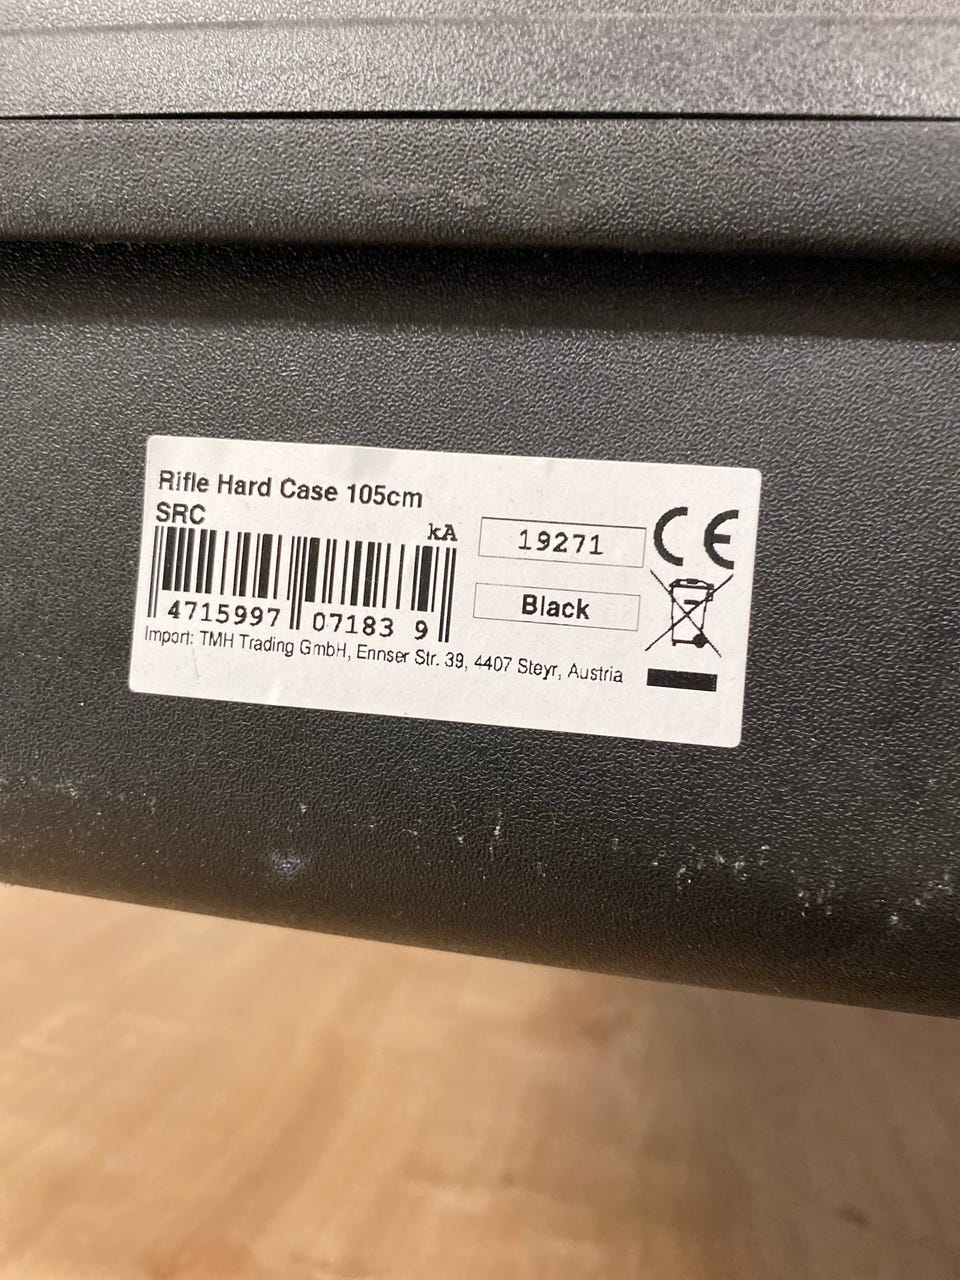 Rifle Hard Case 105cm
SRC
kA
19271
CE
Black
4715997 07183 9
Import: TMH Trading GmbH, Ennser Str. 39, 4407 Steyr, Austria